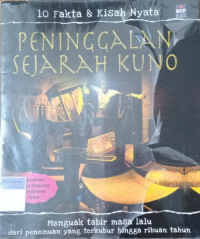 10 Fakta & Kisah Nyata
PENINGGALAN
SEJARAH KUNO
Menguak tabir masa lalu
dari penemuan yang terkubur hingga ribuan tahun